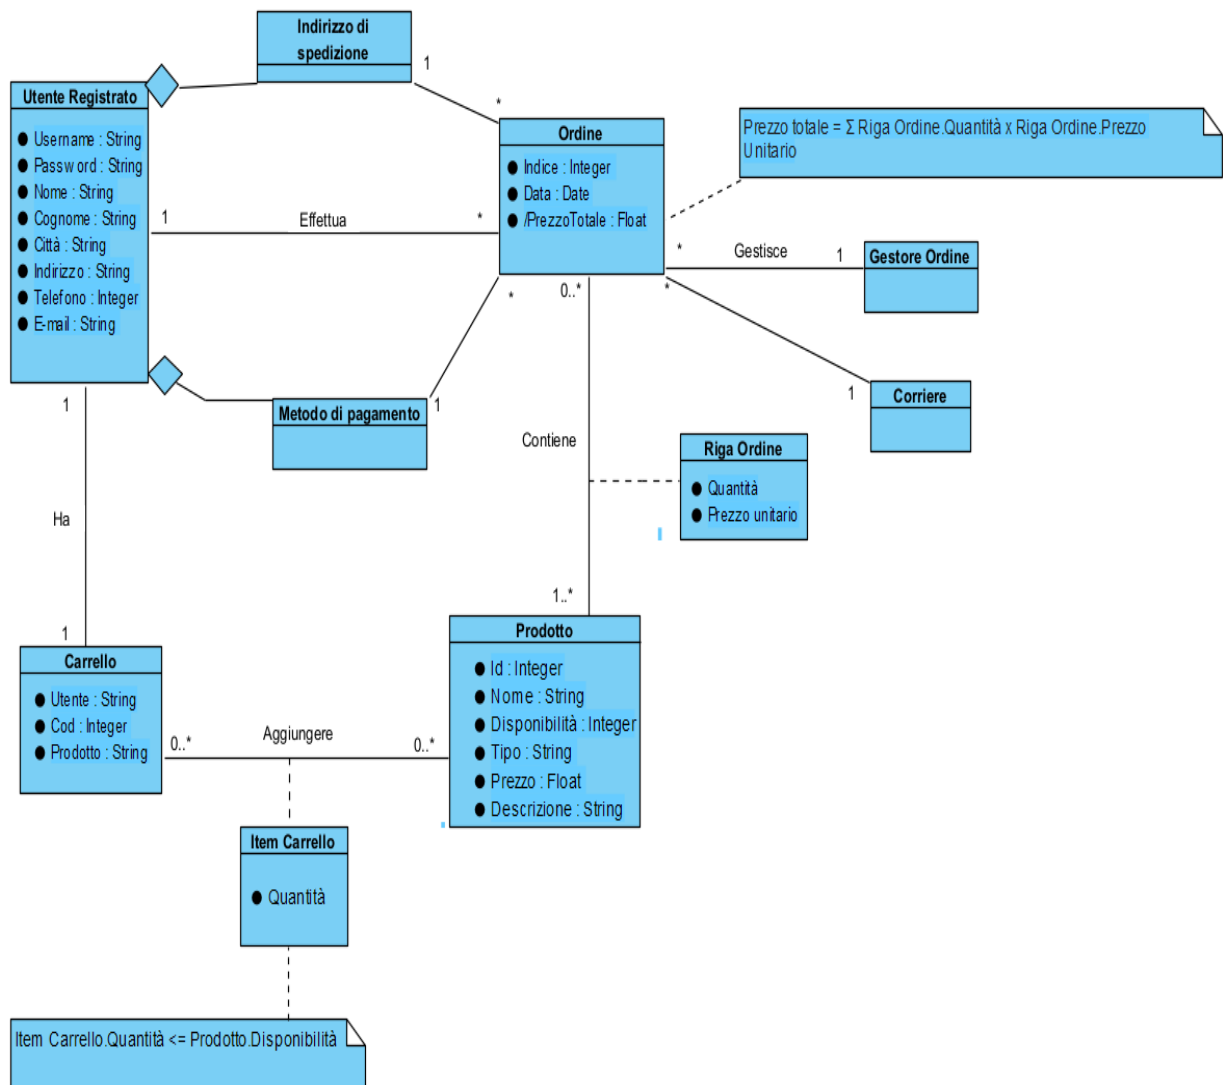 Indirizzo di
spedizione
1
*
Utente Registrato
Username : String
Password : String
Nome : String
Cognome : String
Città : String
Indirizzo : String
Telefono : Integer
E-mail : String
Ordine
Indice : Integer
Data : Date
/PrezzoTotale : Float
Prezzo totale = Σ Riga Ordine.Quantità x Riga Ordine.Prezzo
Unitario
1
Effettua
*
*
Gestisce
1
Gestore Ordine
*
0..*
*
1
Corriere
1
Metodo di pagamento
1
Contiene
Riga Ordine
Quantità
Prezzo unitario
Ha
1..*
1
Carrello
Utente : String
Cod : Integer
Prodotto : String
Prodotto
Id : Integer
Nome : String
Disponibilità : Integer
Tipo : String
Prezzo : Float
Descrizione : String
0..*
Aggiungere
0..*
Item Carrello
Quantità
Item Carrello.Quantità <= Prodotto.Disponibilità